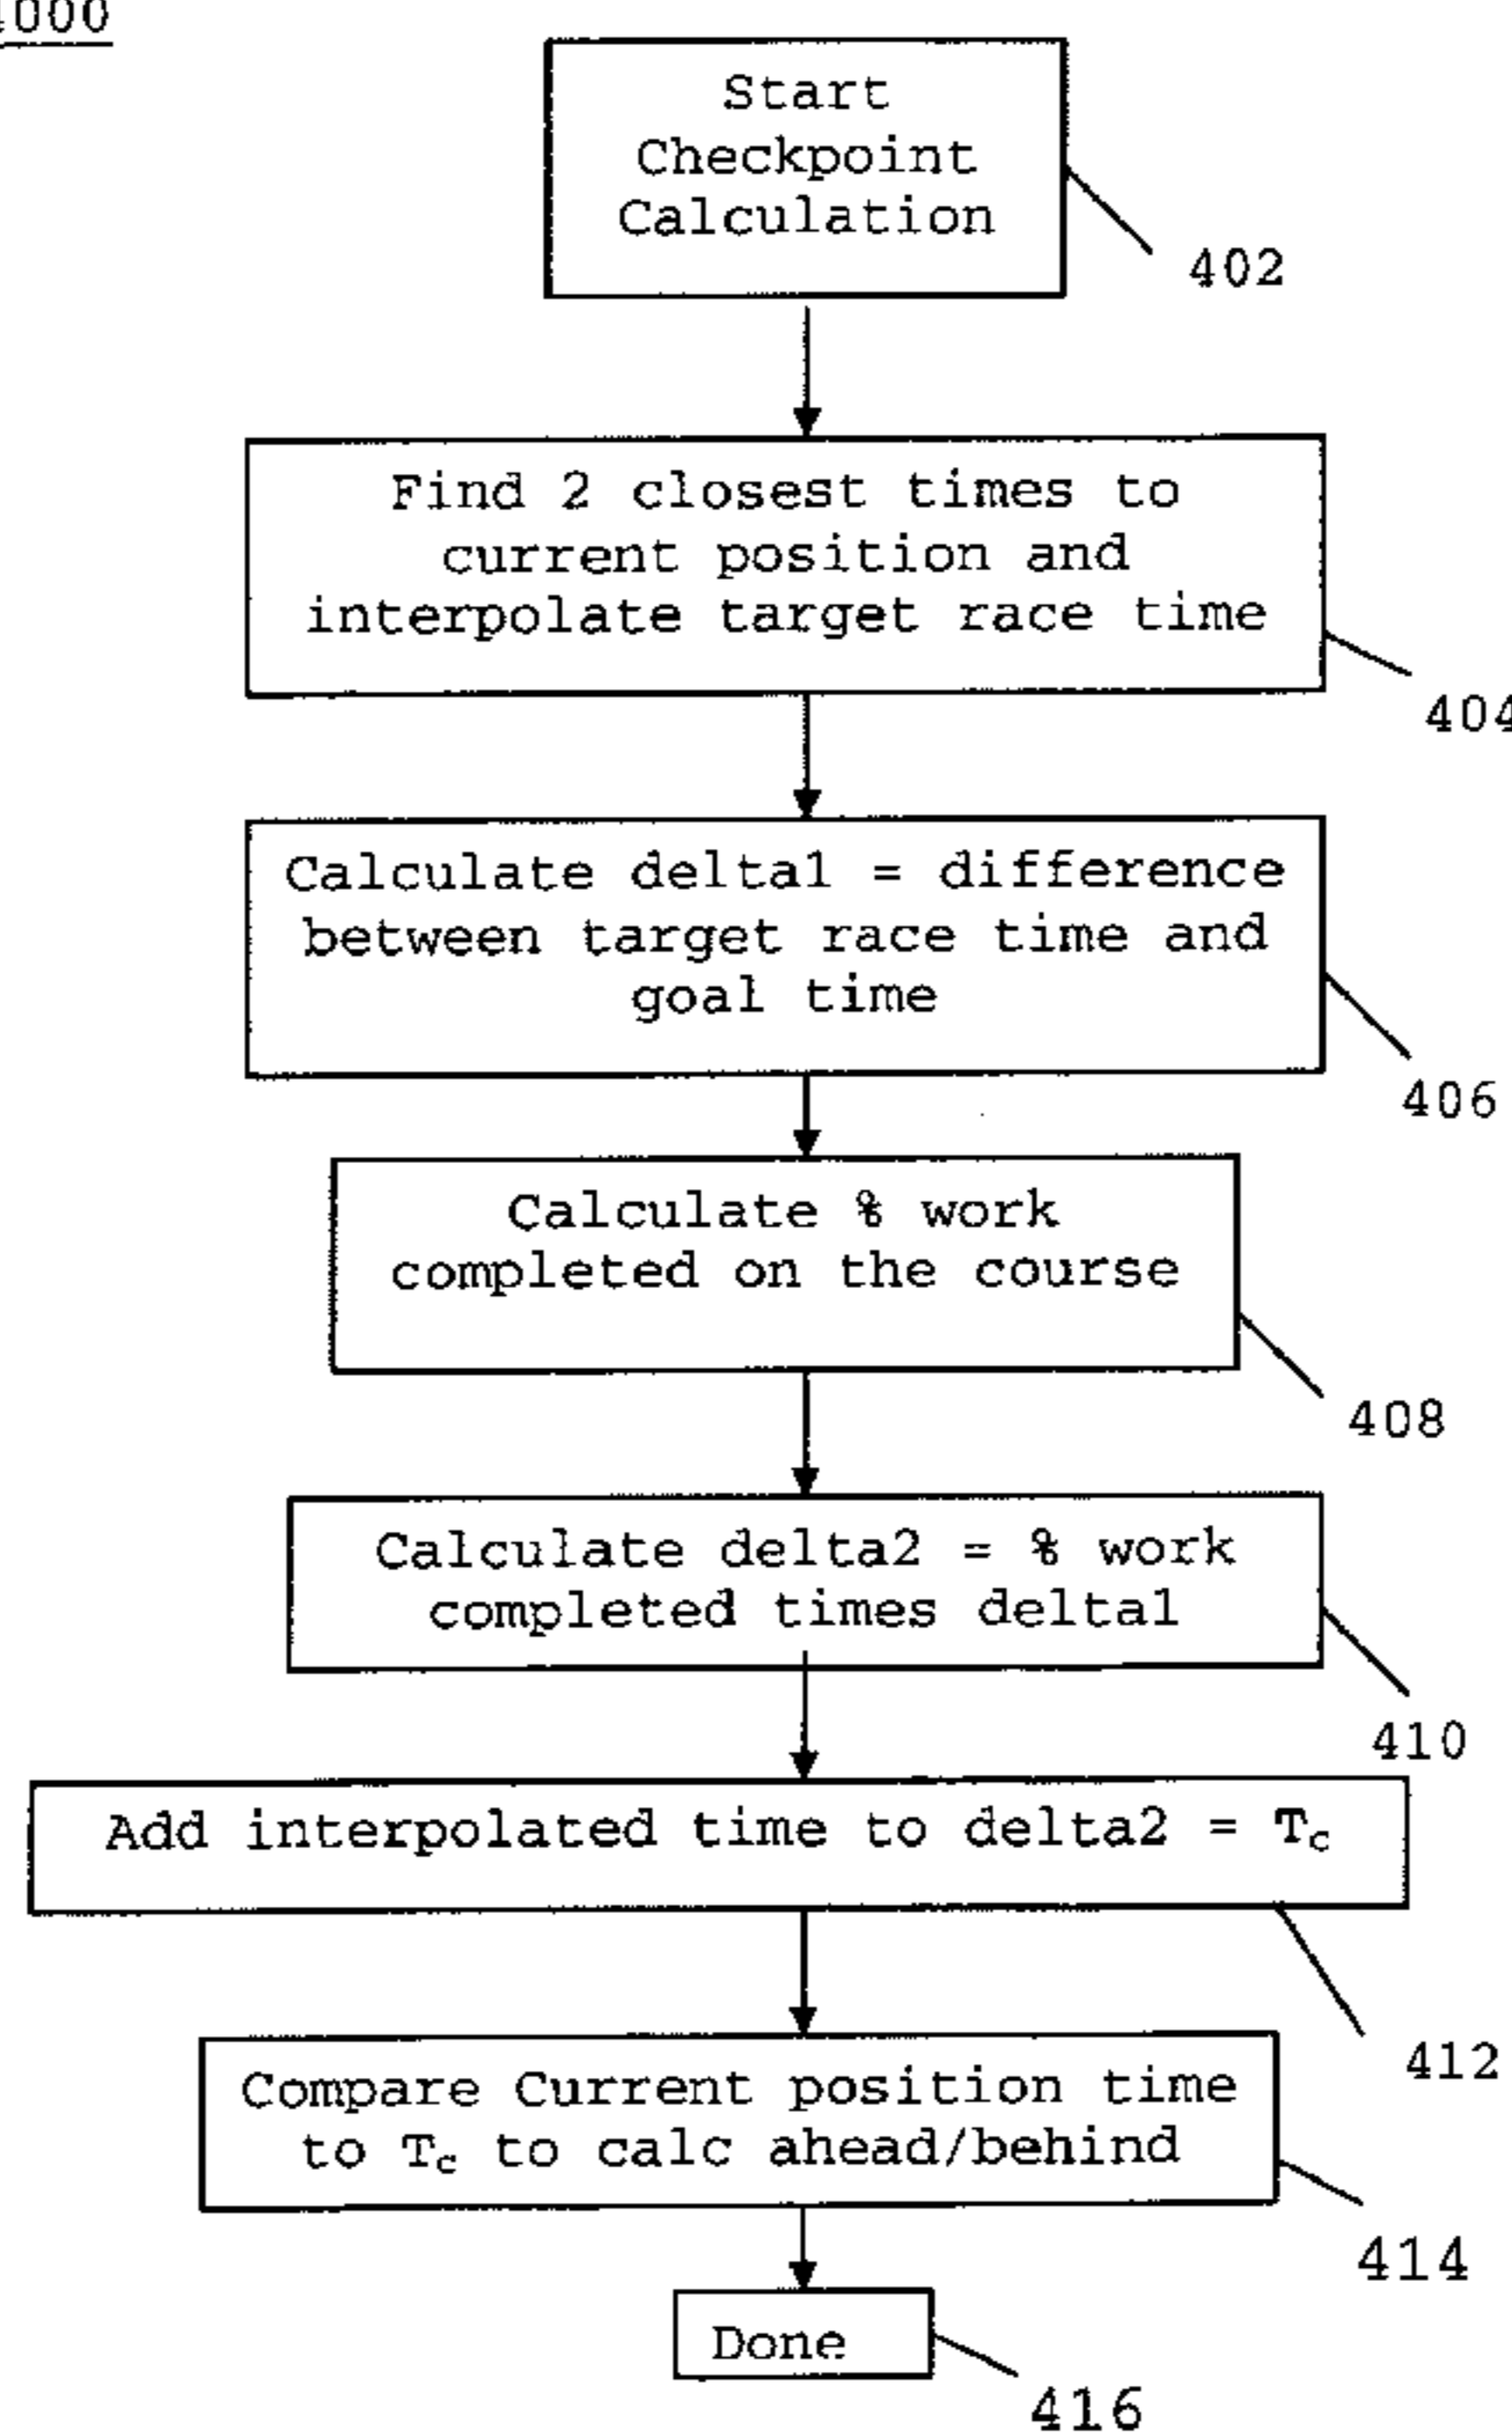 4000
Start
Checkpoint
Calculation
402
Find 2 closest times to
current position and
interpolate target race time
404
Calculate delta1 = difference
between target race time and
goal time
406
Calculate % work
completed on the course
408
Calculate delta2 = % work
completed times delta1
410
Add interpolated time to delta2 = Tc
412
Compare Current position time
to Tc to calc ahead/behind
414
Done
416